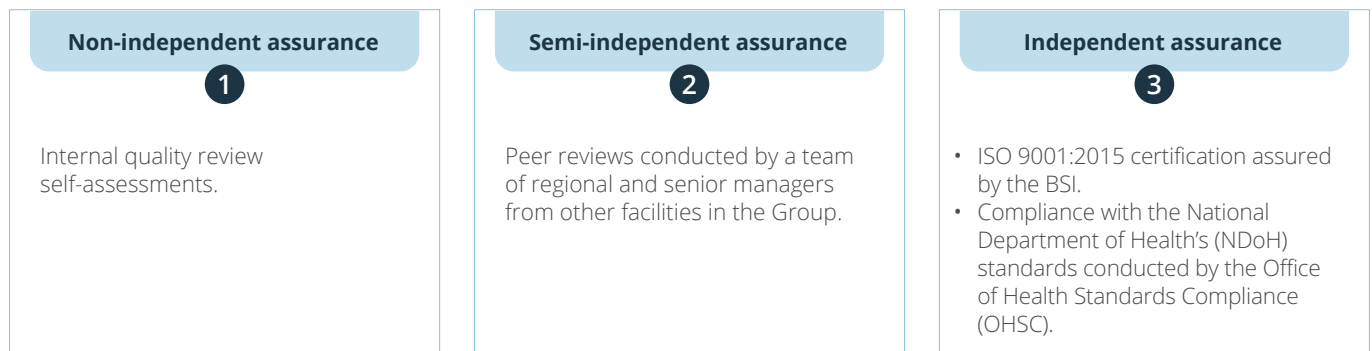 Non-independent assurance
1
Internal quality review
self-assessments.
Semi-independent assurance
2
Peer reviews conducted by a team
of regional and senior managers
from other facilities in the Group.
Independent assurance
3
• ISO 9001:2015 certification assured
by the BSI.
• Compliance with the National
Department of Health’s (NDoH)
standards conducted by the Office
of Health Standards Compliance
(OHSC).